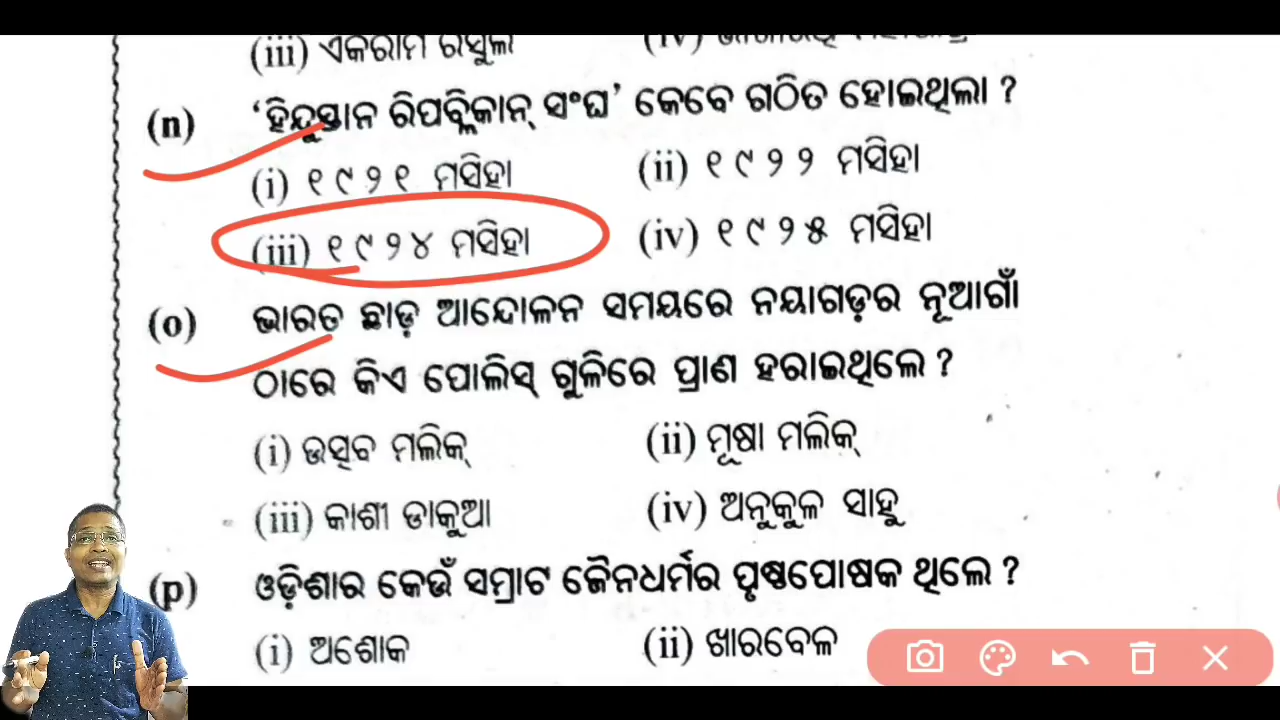 (iii) ଏକରାମ ରସୁଲ
(n) ‘ହିନ୍ଦୁସ୍ତାନ ରିପବ୍ଲିକାନ୍ ସଂଘ’ କେବେ ଗଠିତ ହୋଇଥିଲା ?
(i) ୧୯୨୧ ମସିହା (ii) ୧୯୨୨ ମସିହା
(iii) ୧୯୨୪ ମସିହା (iv) ୧୯୨୫ ମସିହା
(o) ଭାରତ ଛାଡ଼ ଆନ୍ଦୋଳନ ସମୟରେ ନୟାଗଡ଼ର ନୂଆଗାଁ
ଠାରେ କିଏ ପୋଲିସ୍ ଗୁଳିରେ ପ୍ରାଣ ହରାଇଥିଲେ ?
(i) ଉତ୍ସବ ମଲିକ୍ (ii) ମୂଷା ମଲିକ୍
(iii) କାଶୀ ଡାକୁଆ (iv) ଅନୁକୁଳ ସାହୁ
(p) ଓଡ଼ିଶାର କେଉଁ ସମ୍ରାଟ ଜୈନଧର୍ମର ପୃଷ୍ଠପୋଷକ ଥିଲେ ?
(i) ଅଶୋକ (ii) ଖାରବେଳ